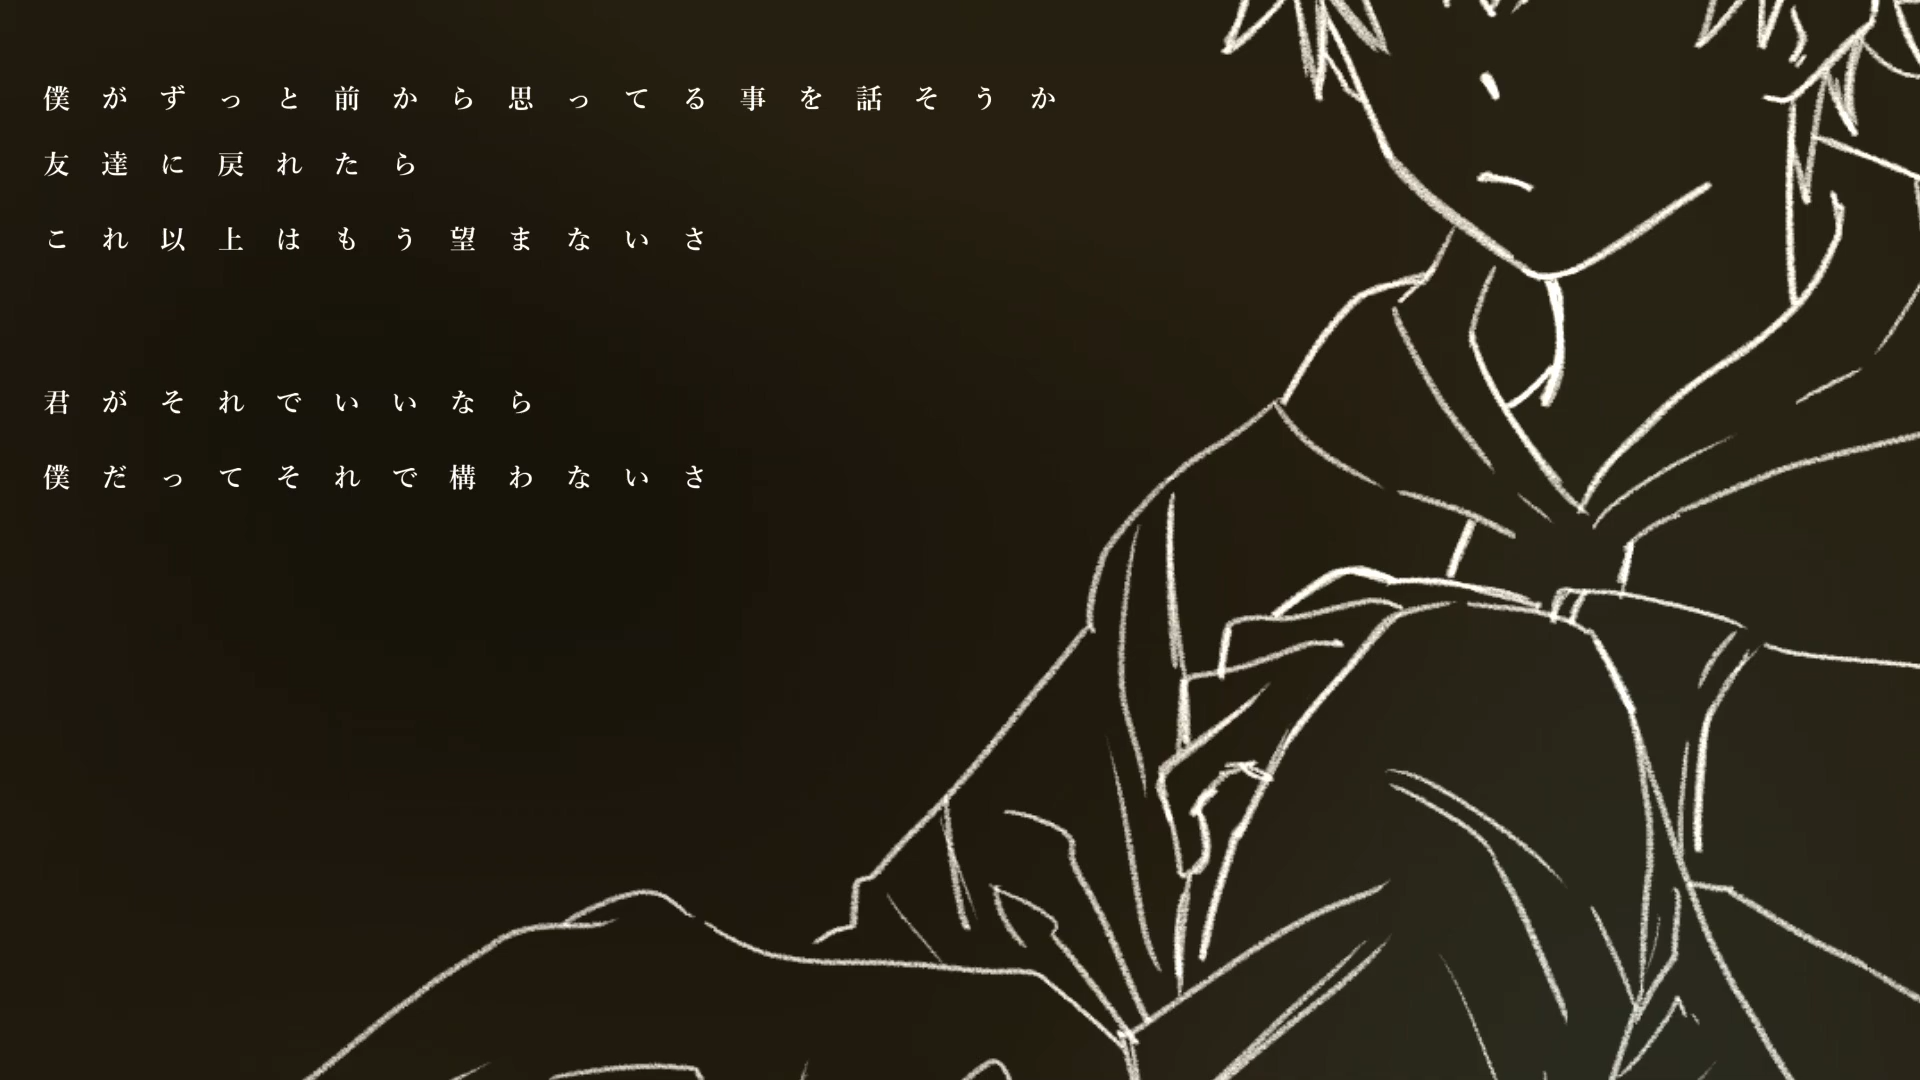 僕がずっと前から思ってる事を話そうか
友達に戻れたら
これ以上はもう望まないさ
君がそれでいいなら
僕だってそれで構わないさ